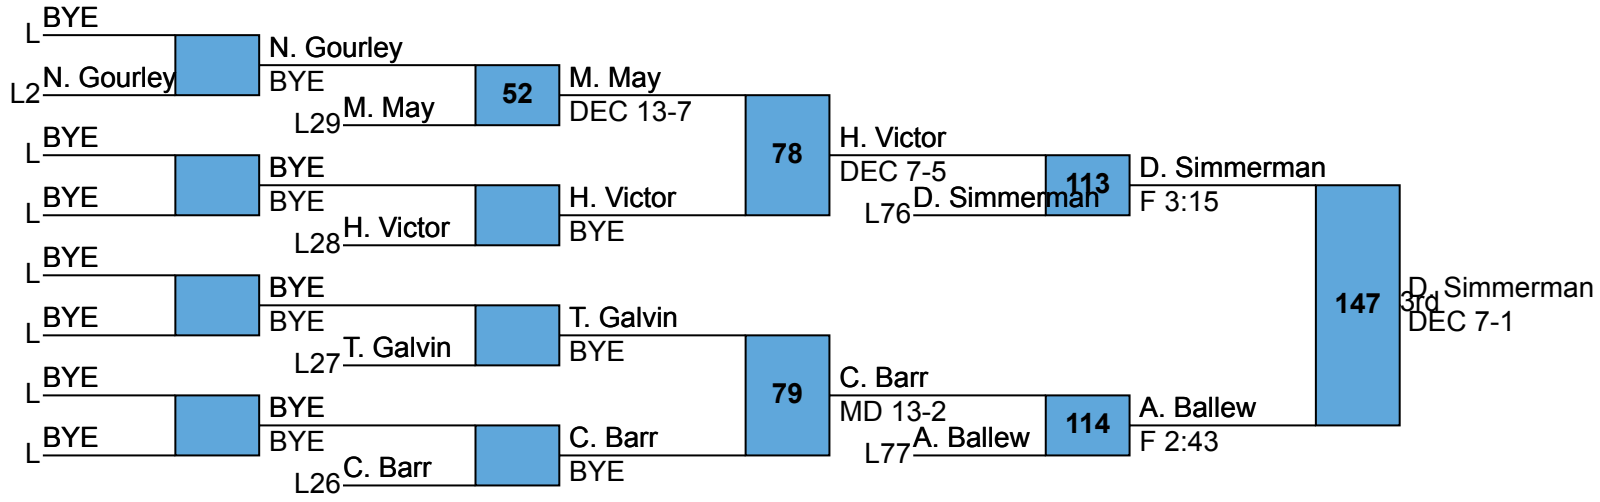 BYE
L
N. Gourley
L2
N. Gourley
BYE
M. May
L29
52
M. May
DEC 13-7
BYE
L
BYE
L
BYE
BYE
H. Victor
L28
H. Victor
BYE
78
H. Victor
DEC 7-5
D. Simmerman
L76
113
D. Simmerman
F 3:15
BYE
L
BYE
L
BYE
BYE
T. Galvin
L27
T. Galvin
BYE
BYE
L
BYE
L
BYE
BYE
C. Barr
L26
C. Barr
BYE
79
C. Barr
MD 13-2
A. Ballew
L77
114
A. Ballew
F 2:43
147
3rd
D. Simmerman
DEC 7-1